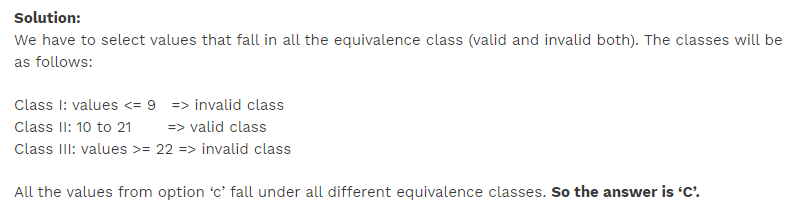 Solution:
We have to select values that fall in all the equivalence class (valid and invalid both). The classes will be
as follows:
Class I: values <= 9 => invalid class
Class II: 10 to 21 => valid class
Class III: values >= 22 => invalid class
All the values from option ‘c’ fall under all different equivalence classes. So the answer is ‘C’.